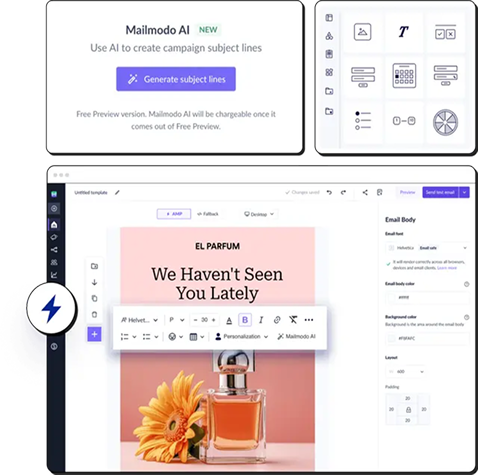 Mailmodo AI NEW
Use AI to create campaign subject lines
Generate subject lines
Free Preview version. Mailmodo AI will be chargeable once it
comes out of Free Preview.
T
Untitled template
Changes saved
Preview
Send test email
AMP
Fallback
Desktop
EL PARFUM
We Haven't Seen
You Lately
Helvet...
P
30
A
B
I
Personalization
Mailmodo AI
Email Body
Email font
Helvetica Email safe
It will render correctly across all browsers,
devices and email clients. Learn more
Email body color
#ffffff
Background color
Background is the area around the email body
Layout
600
Padding
20
20
20
20